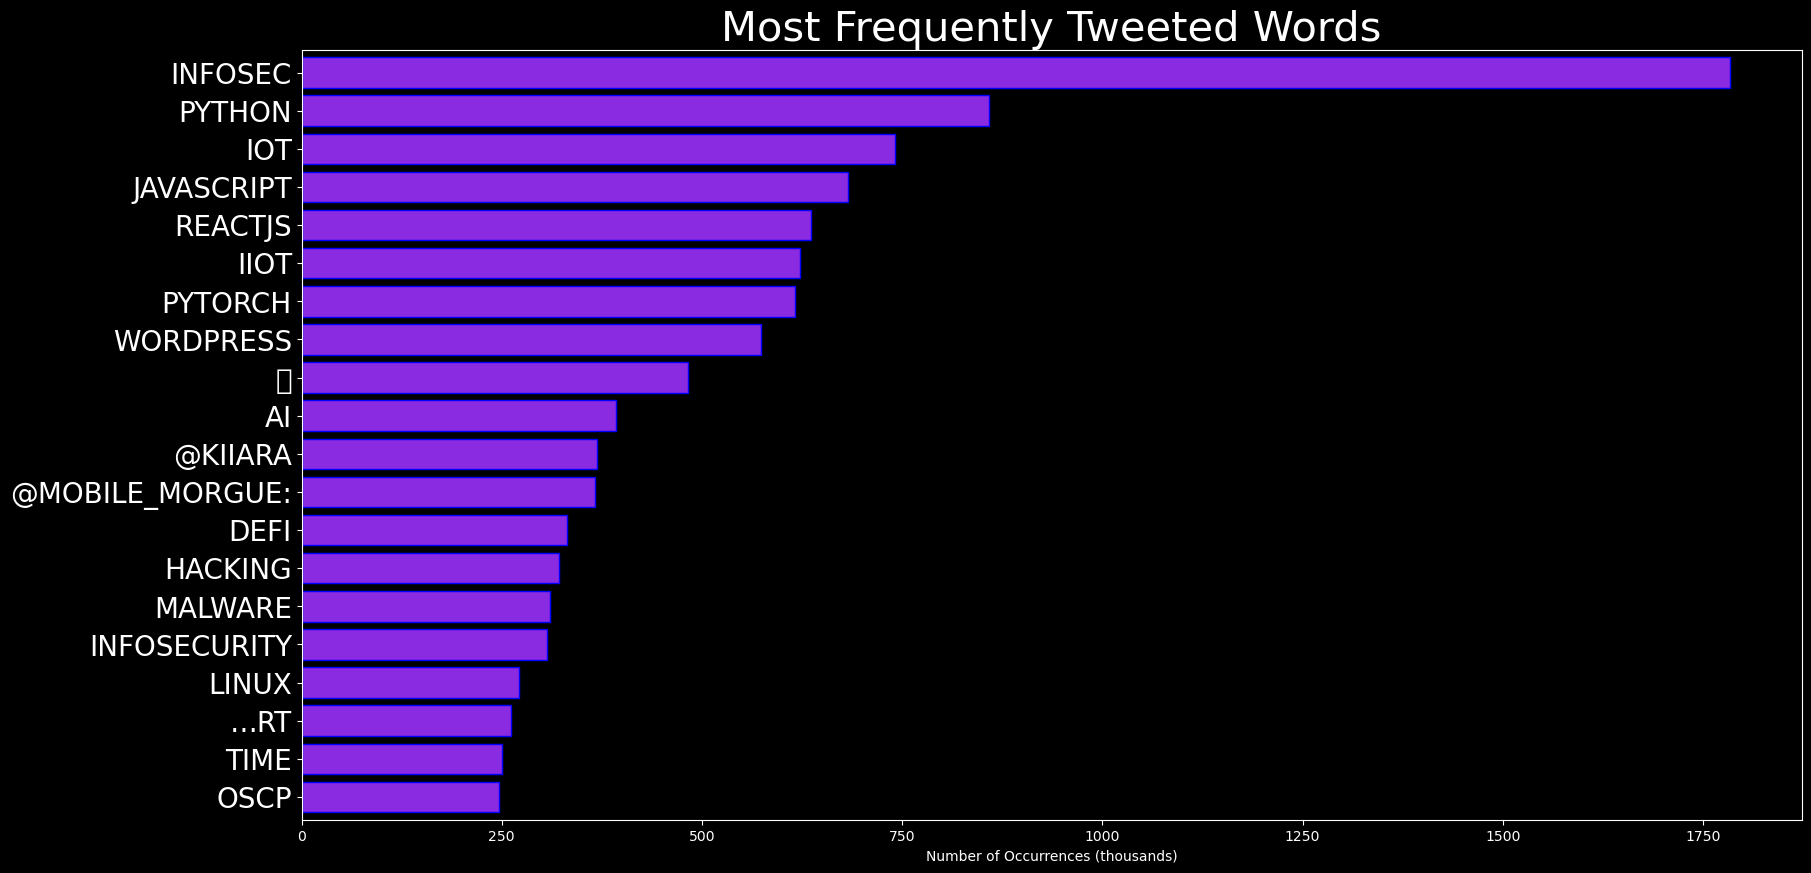 Most Frequently Tweeted Words
INFOSEC
PYTHON
IOT
JAVASCRIPT
REACTJS
IIOT
PYTORCH
WORDPRESS
AI
@KIIARA
@MOBILE_MORGUE:
DEFI
HACKING
MALWARE
INFOSECURITY
LINUX
…RT
TIME
OSCP
0 250 500 750 1000 1250 1500 1750
Number of Occurrences (thousands)